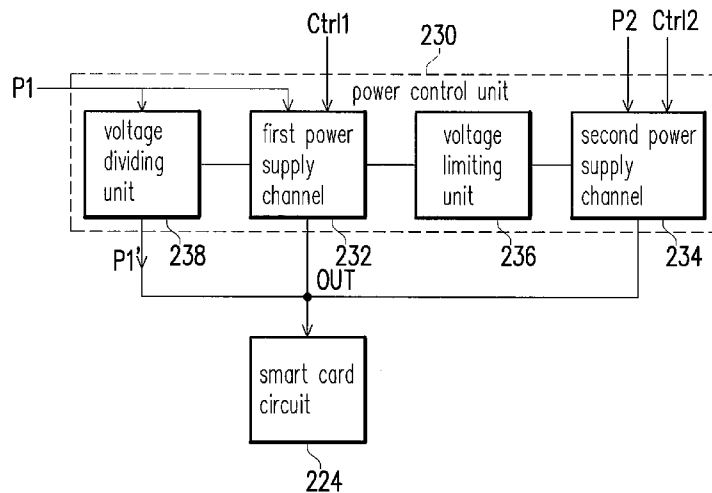 Ctrl1
230
P2
Ctrl2
P1
power control unit
voltage
dividing
unit
first power
supply
channel
voltage
limiting
unit
second power
supply
channel
P1'
238
232
236
234
OUT
smart card
circuit
224